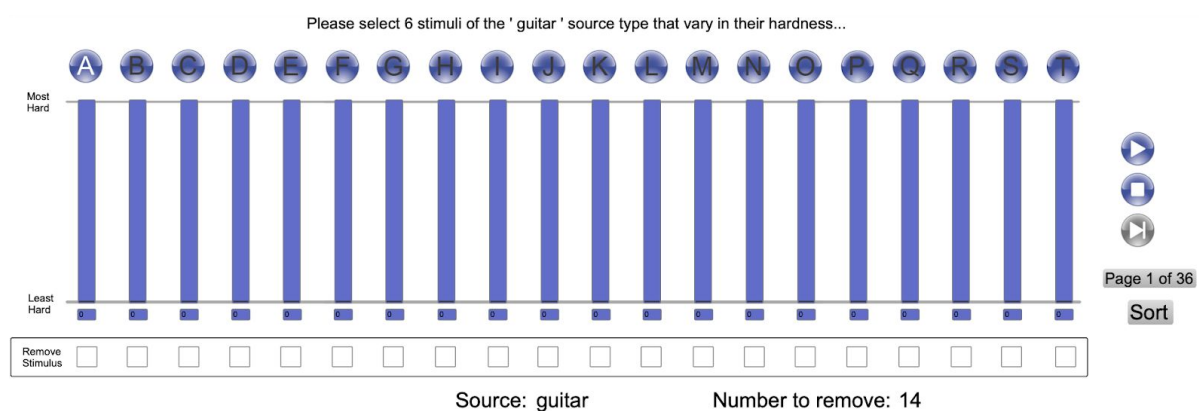 Please select 6 stimuli of the ' guitar ' source type that vary in their hardness...
A B C D E F G H I J K L M N O P Q R S T
Most
Hard
Least
Hard
0 0 0 0 0 0 0 0 0 0 0 0 0 0 0 0 0 0 0 0
Page 1 of 36
Sort
Remove
Stimulus
Source: guitar Number to remove: 14